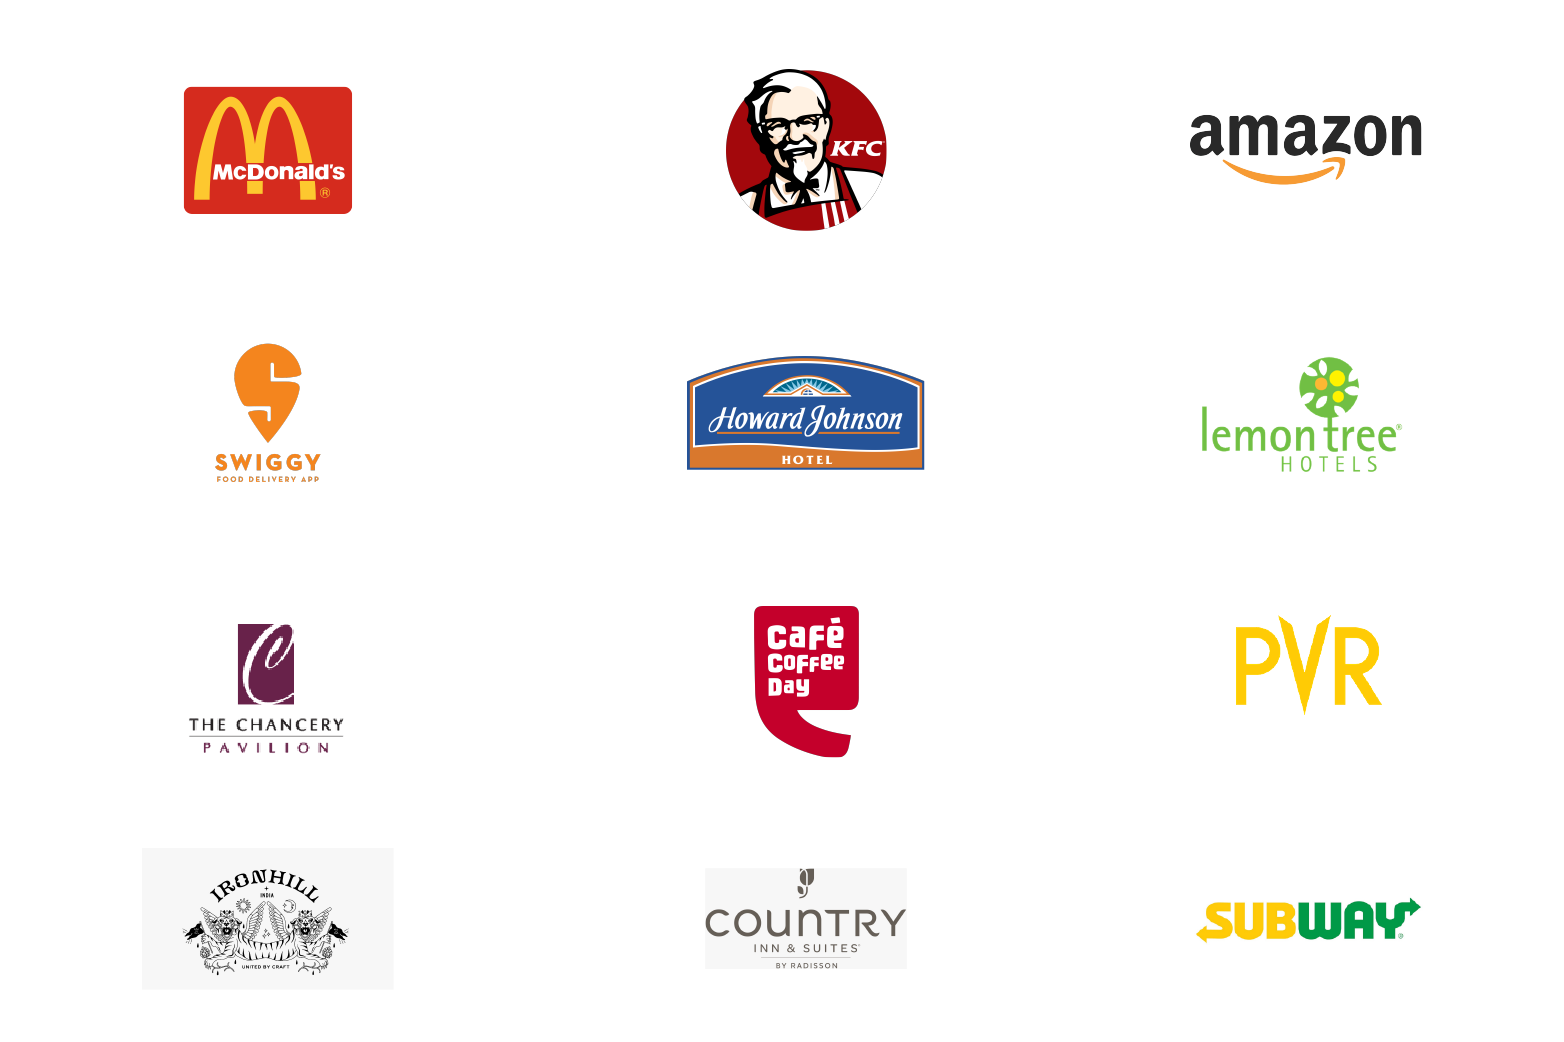 McDonald's
®
KFC
amazon
SWIGGY
FOOD DELIVERY APP
Howard Johnson
HOTEL
lemon tree®
HOTELS
C
THE CHANCERY
PAVILION
Café
Coffee
Day
PVR
IRONHILL
INDIA
UNITED BY CRAFT
COUNTRY
INN & SUITES®
BY RADISSON
SUBWAY®